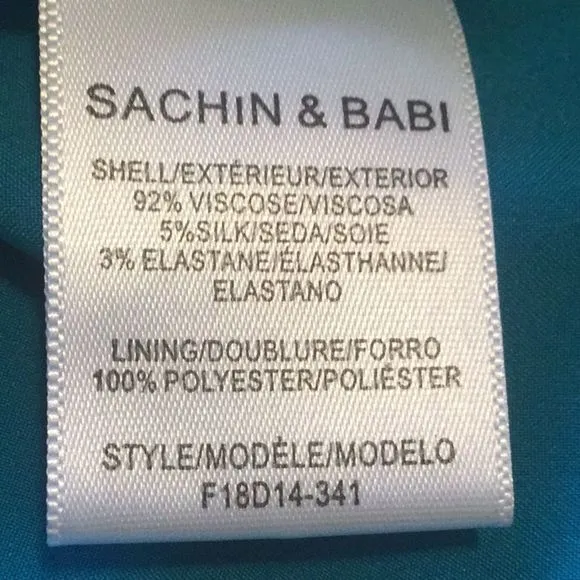 SACHiN & BABI
SHELL/EXTÉRIEUR/EXTERIOR
92% VISCOSE/VISCOSA
5%SILK/SEDA/SOIE
3% ELASTANE/ÉLASTHANNE/
ELASTANO
LINING/DOUBLURE/FORRO
100% POLYESTER/POLIÉSTER
STYLE/MODÈLE/MODELO
F18D14-341